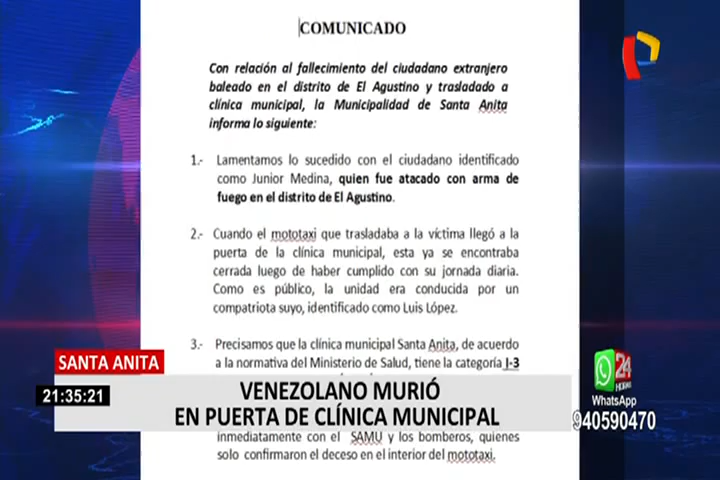 COMUNICADO
Con relación al fallecimiento del ciudadano extranjero
baleado en el distrito de El Agustino y trasladado a
clínica municipal, la Municipalidad de Santa Anita
informa lo siguiente:
1.- Lamentamos lo sucedido con el ciudadano identificado
como Junior Medina, quien fue atacado con arma de
fuego en el distrito de El Agustino.
2.- Cuando el mototaxi que trasladaba a la víctima llegó a la
puerta de la clínica municipal, esta ya se encontraba
cerrada luego de haber cumplido con su jornada diaria.
Como es público, la unidad era conducida por un
compatriota suyo, identificado como Luis López.
3.- Precisamos que la clínica municipal Santa Anita, de acuerdo
a la normativa del Ministerio de Salud, tiene la categoría I-3
inmediatamente con el SAMU y los bomberos, quienes
solo confirmaron el deceso en el interior del mototaxi.
SANTA ANITA
21:35:21
VENEZOLANO MURIÓ
EN PUERTA DE CLÍNICA MUNICIPAL
24
HORAS
WhatsApp
940590470